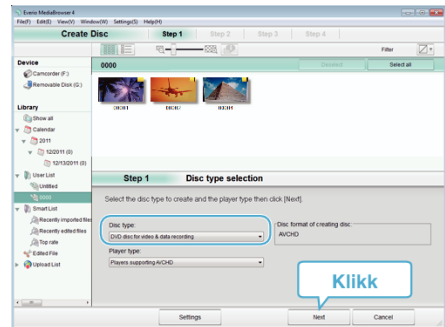 Everio MediaBrowser 4
File(F) Edit(E) View(V) Window(W) Settings(S) Help(H)
Create Disc Step 1 Step 2 Step 3 Step 4
Filter
Device
Camcorder (F:)
Removable Disk (G:)
0000 Deselect Select all
Library
Show all
Calendar
2011
12/2011 (0)
12/13/2011 (0)
User List
Untitled
0000
Smart List
Recently imported files
Recently edited files
Top rate
Edited File
Upload List
Step 1 Disc type selection
Select the disc type to create and the player type then click [Next].
Disc type:
DVD disc for video & data recording
Disc format of creating disc:
AVCHD
Player type:
Players supporting AVCHD
Klikk
Settings Next Cancel